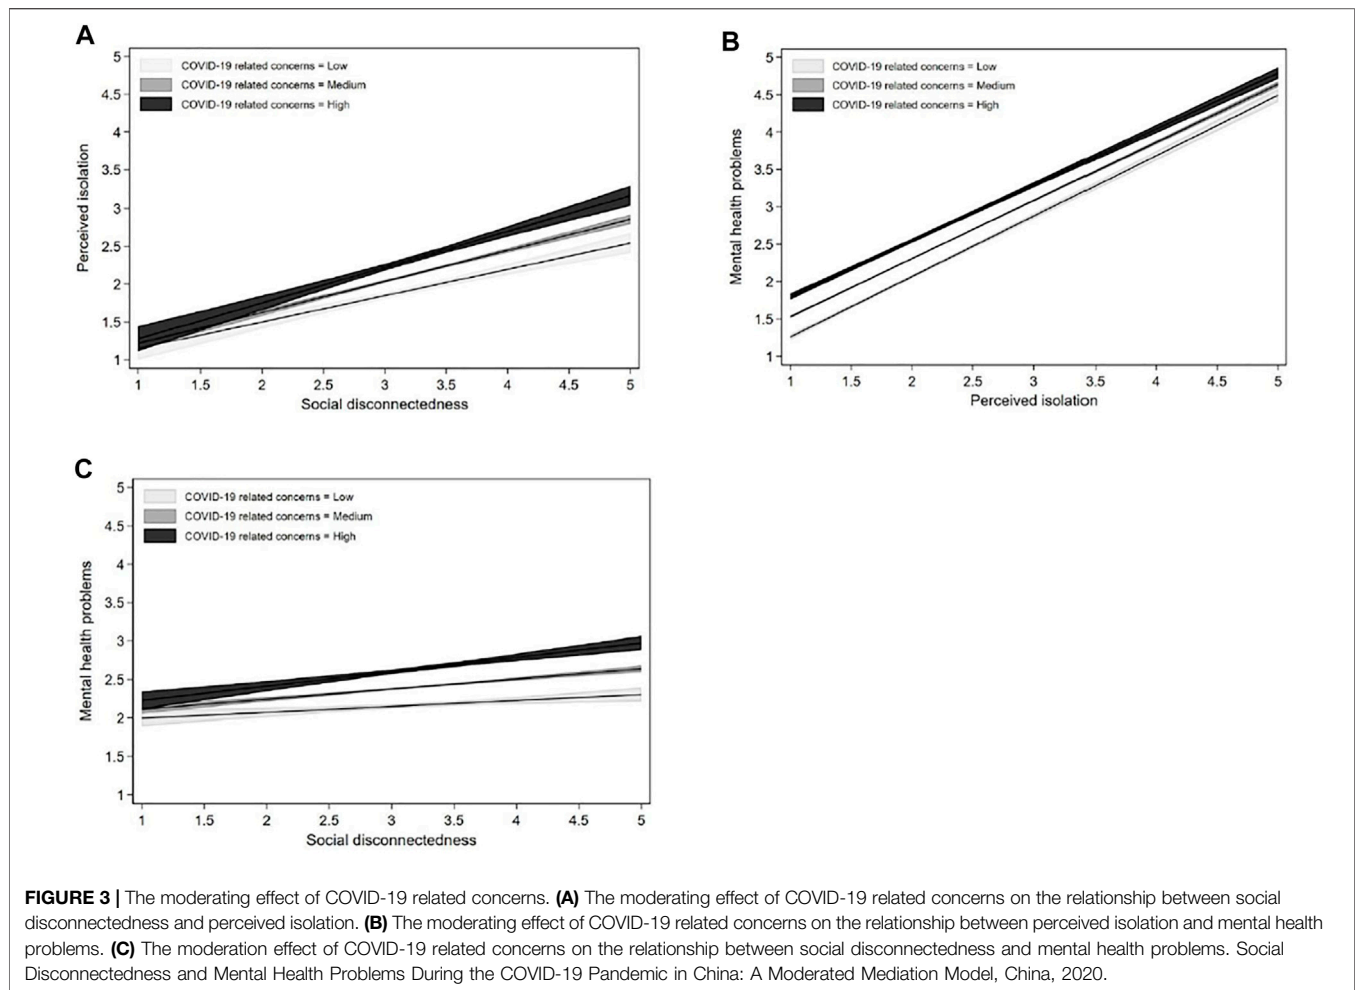 A
5
4.5
4
3.5
3
2.5
2
1.5
1
Perceived isolation
COVID-19 related concerns = Low
COVID-19 related concerns = Medium
COVID-19 related concerns = High
1 1.5 2 2.5 3 3.5 4 4.5 5
Social disconnectedness
B
5
4.5
4
3.5
3
2.5
2
1.5
1
Mental health problems
COVID-19 related concerns = Low
COVID-19 related concerns = Medium
COVID-19 related concerns = High
1 1.5 2 2.5 3 3.5 4 4.5 5
Perceived isolation
C
5
4.5
4
3.5
3
2.5
2
1.5
1
Mental health problems
COVID-19 related concerns = Low
COVID-19 related concerns = Medium
COVID-19 related concerns = High
1 1.5 2 2.5 3 3.5 4 4.5 5
Social disconnectedness
FIGURE 3 | The moderating effect of COVID-19 related concerns. (A) The moderating effect of COVID-19 related concerns on the relationship between social
disconnectedness and perceived isolation. (B) The moderating effect of COVID-19 related concerns on the relationship between perceived isolation and mental health
problems. (C) The moderation effect of COVID-19 related concerns on the relationship between social disconnectedness and mental health problems. Social
Disconnectedness and Mental Health Problems During the COVID-19 Pandemic in China: A Moderated Mediation Model, China, 2020.